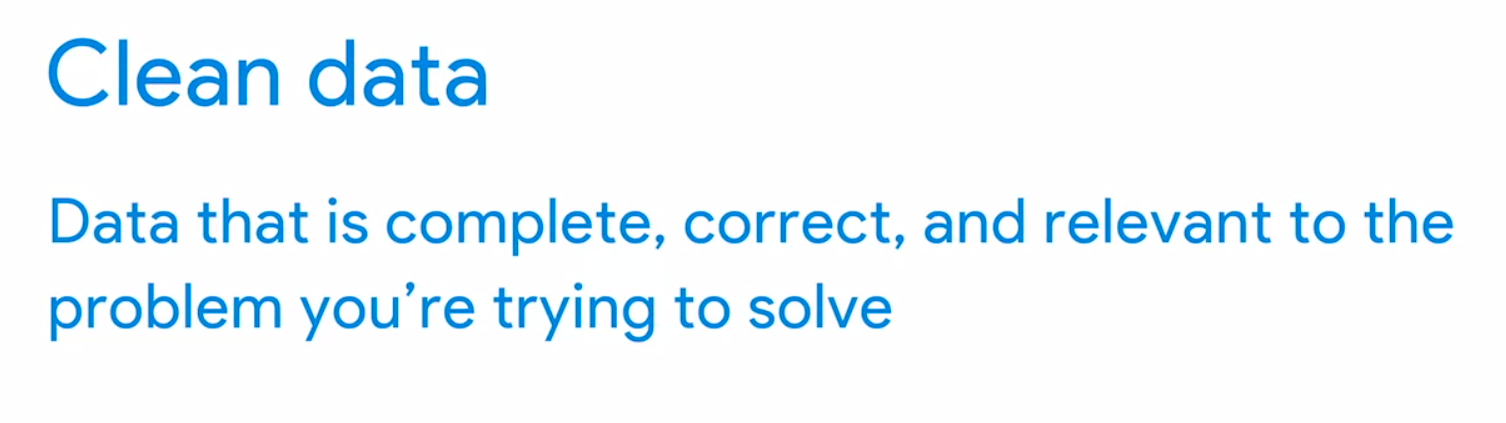 Clean data
Data that is complete, correct, and relevant to the
problem you’re trying to solve